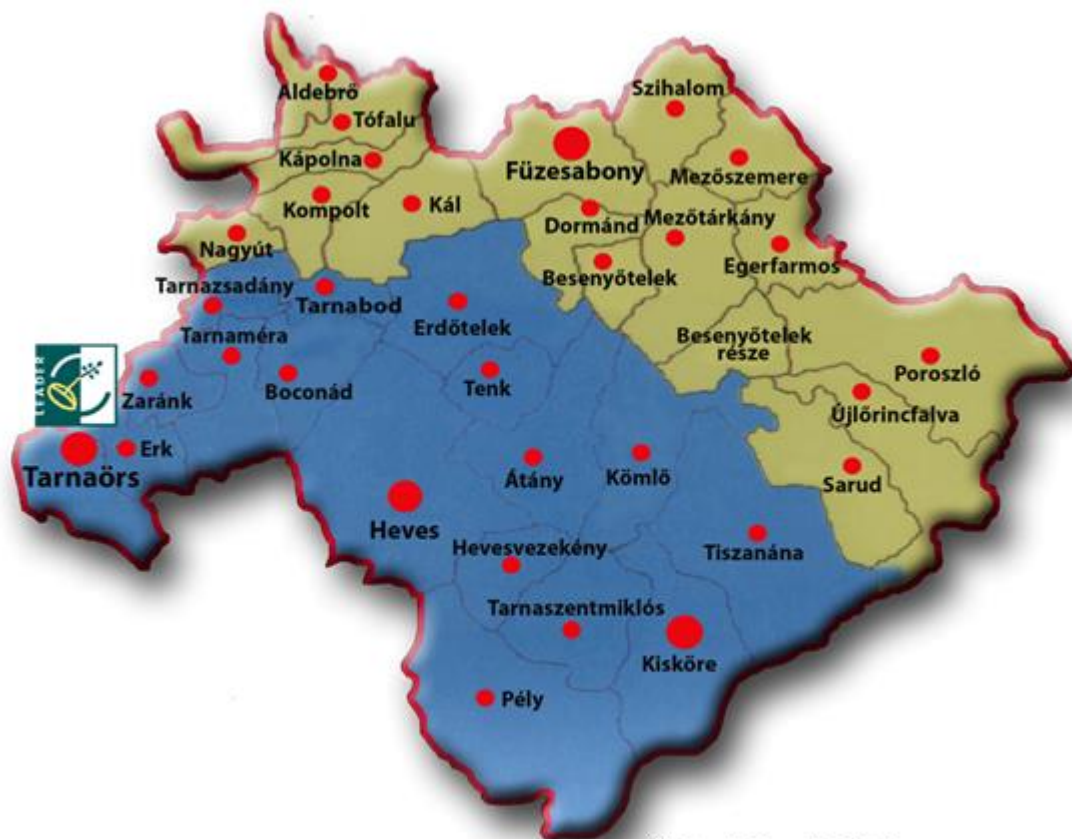 Aldebrő
Szihalom
Tófalu
Kápolna
Füzesabony
Mezőszemere
Kompolt
Kál
Dormánd
Mezőtárkány
Nagyút
Besenyőtelek
Egerfarmos
Tarnazsadány
Tarnabod
Erdőtelek
Tarnaméra
Besenyőtelek
része
Poroszló
LEADER
Zaránk
Boconád
Tenk
Újlőrincfalva
Tarnaörs
Erk
Átány
Kömlő
Sarud
Heves
Hevesvezekény
Tiszanána
Tarnaszentmiklós
Kisköre
Pély